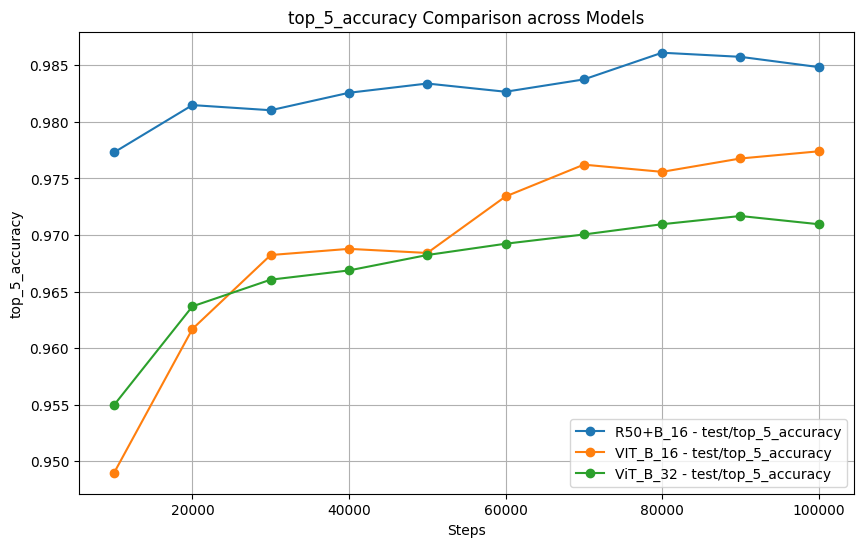 top_5_accuracy Comparison across Models
top_5_accuracy
0.985
0.980
0.975
0.970
0.965
0.960
0.955
0.950
20000 40000 60000 80000 100000
Steps
R50+B_16 - test/top_5_accuracy
VIT_B_16 - test/top_5_accuracy
ViT_B_32 - test/top_5_accuracy